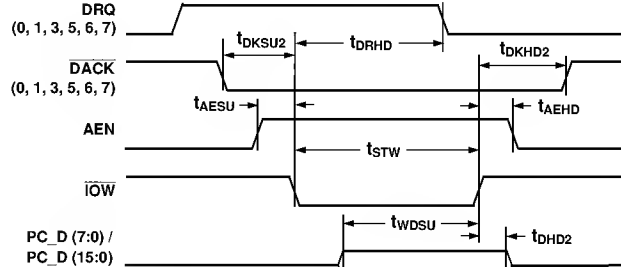 DRQ
(0, 1, 3, 5, 6, 7)
tDKSU2
tDRHD
tDKHD2
DACK
(0, 1, 3, 5, 6, 7)
tAESU
tAEHD
AEN
tSTW
IOW
tWDSU
tDHD2
PC_D (7:0) /
PC_D (15:0)